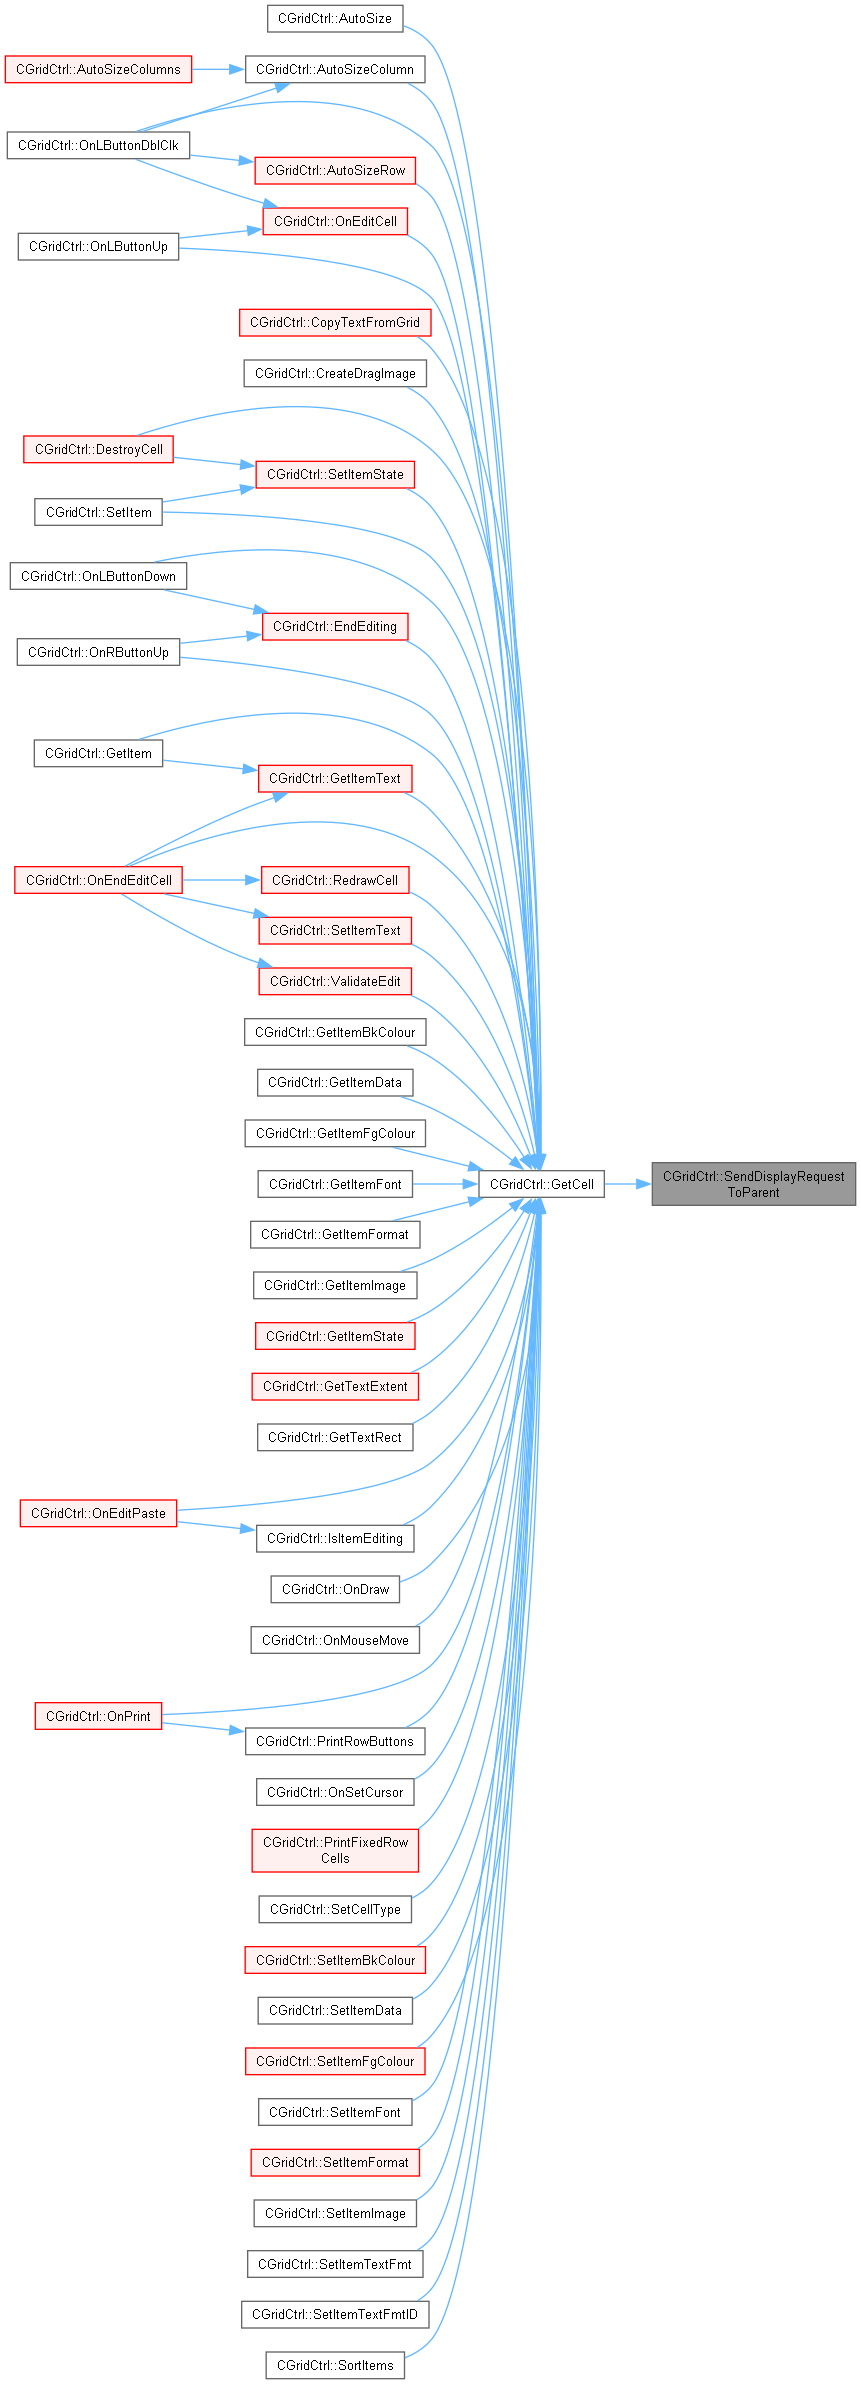 CGridCtrl::AutoSize
CGridCtrl::AutoSizeColumns
CGridCtrl::AutoSizeColumn
CGridCtrl::OnLButtonDblClk
CGridCtrl::AutoSizeRow
CGridCtrl::OnEditCell
CGridCtrl::OnLButtonUp
CGridCtrl::CopyTextFromGrid
CGridCtrl::CreateDragImage
CGridCtrl::DestroyCell
CGridCtrl::SetItemState
CGridCtrl::SetItem
CGridCtrl::OnLButtonDown
CGridCtrl::EndEditing
CGridCtrl::OnRButtonUp
CGridCtrl::GetItem
CGridCtrl::GetItemText
CGridCtrl::OnEndEditCell
CGridCtrl::RedrawCell
CGridCtrl::SetItemText
CGridCtrl::ValidateEdit
CGridCtrl::GetItemBkColour
CGridCtrl::GetItemData
CGridCtrl::GetItemFgColour
CGridCtrl::GetItemFont
CGridCtrl::GetCell
CGridCtrl::SendDisplayRequest
ToParent
CGridCtrl::GetItemFormat
CGridCtrl::GetItemImage
CGridCtrl::GetItemState
CGridCtrl::GetTextExtent
CGridCtrl::GetTextRect
CGridCtrl::OnEditPaste
CGridCtrl::IsItemEditing
CGridCtrl::OnDraw
CGridCtrl::OnMouseMove
CGridCtrl::OnPrint
CGridCtrl::PrintRowButtons
CGridCtrl::OnSetCursor
CGridCtrl::PrintFixedRow
Cells
CGridCtrl::SetCellType
CGridCtrl::SetItemBkColour
CGridCtrl::SetItemData
CGridCtrl::SetItemFgColour
CGridCtrl::SetItemFont
CGridCtrl::SetItemFormat
CGridCtrl::SetItemImage
CGridCtrl::SetItemTextFmt
CGridCtrl::SetItemTextFmtID
CGridCtrl::SortItems